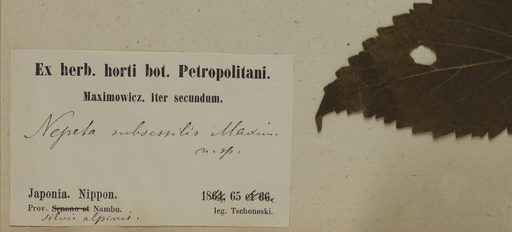 Ex herb. horti bot. Petropolitani.
Maximowicz. iter secundum.
Nepeta subsessilis Maxim.
n. sp.
Japonia. Nippon. 1864, 65 et 66.
Prov. Senano et Nambu. leg. Tschonoski.
silvis alpinis.